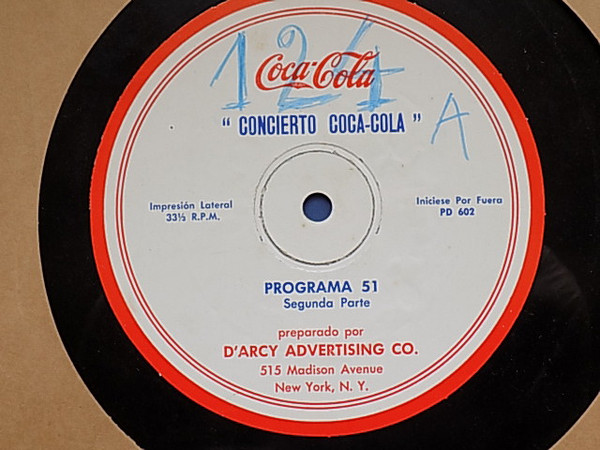 124
Coca-Cola
" CONCIERTO COCA-COLA "
A
Impresión Lateral
33⅓ R.P.M.
Iniciese Por Fuera
PD 602
PROGRAMA 51
Segunda Parte
preparado por
D'ARCY ADVERTISING CO.
515 Madison Avenue
New York, N. Y.